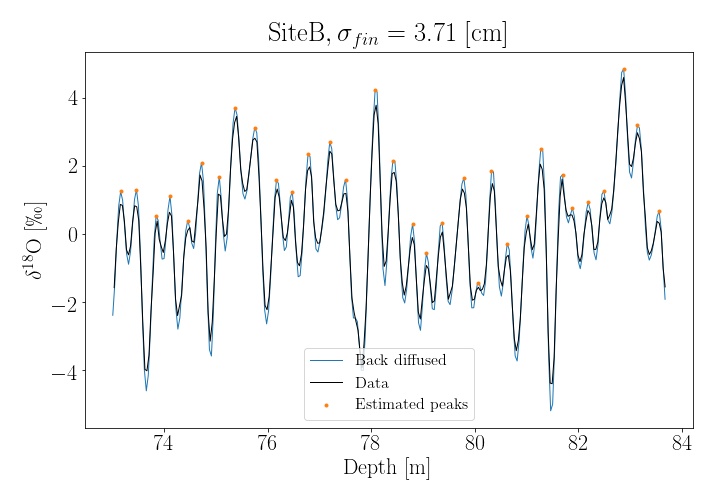 SiteB, σ_fin = 3.71 [cm]
δ¹⁸O [‰]
4
2
0
−2
−4
Back diffused
Data
Estimated peaks
74 76 78 80 82 84
Depth [m]